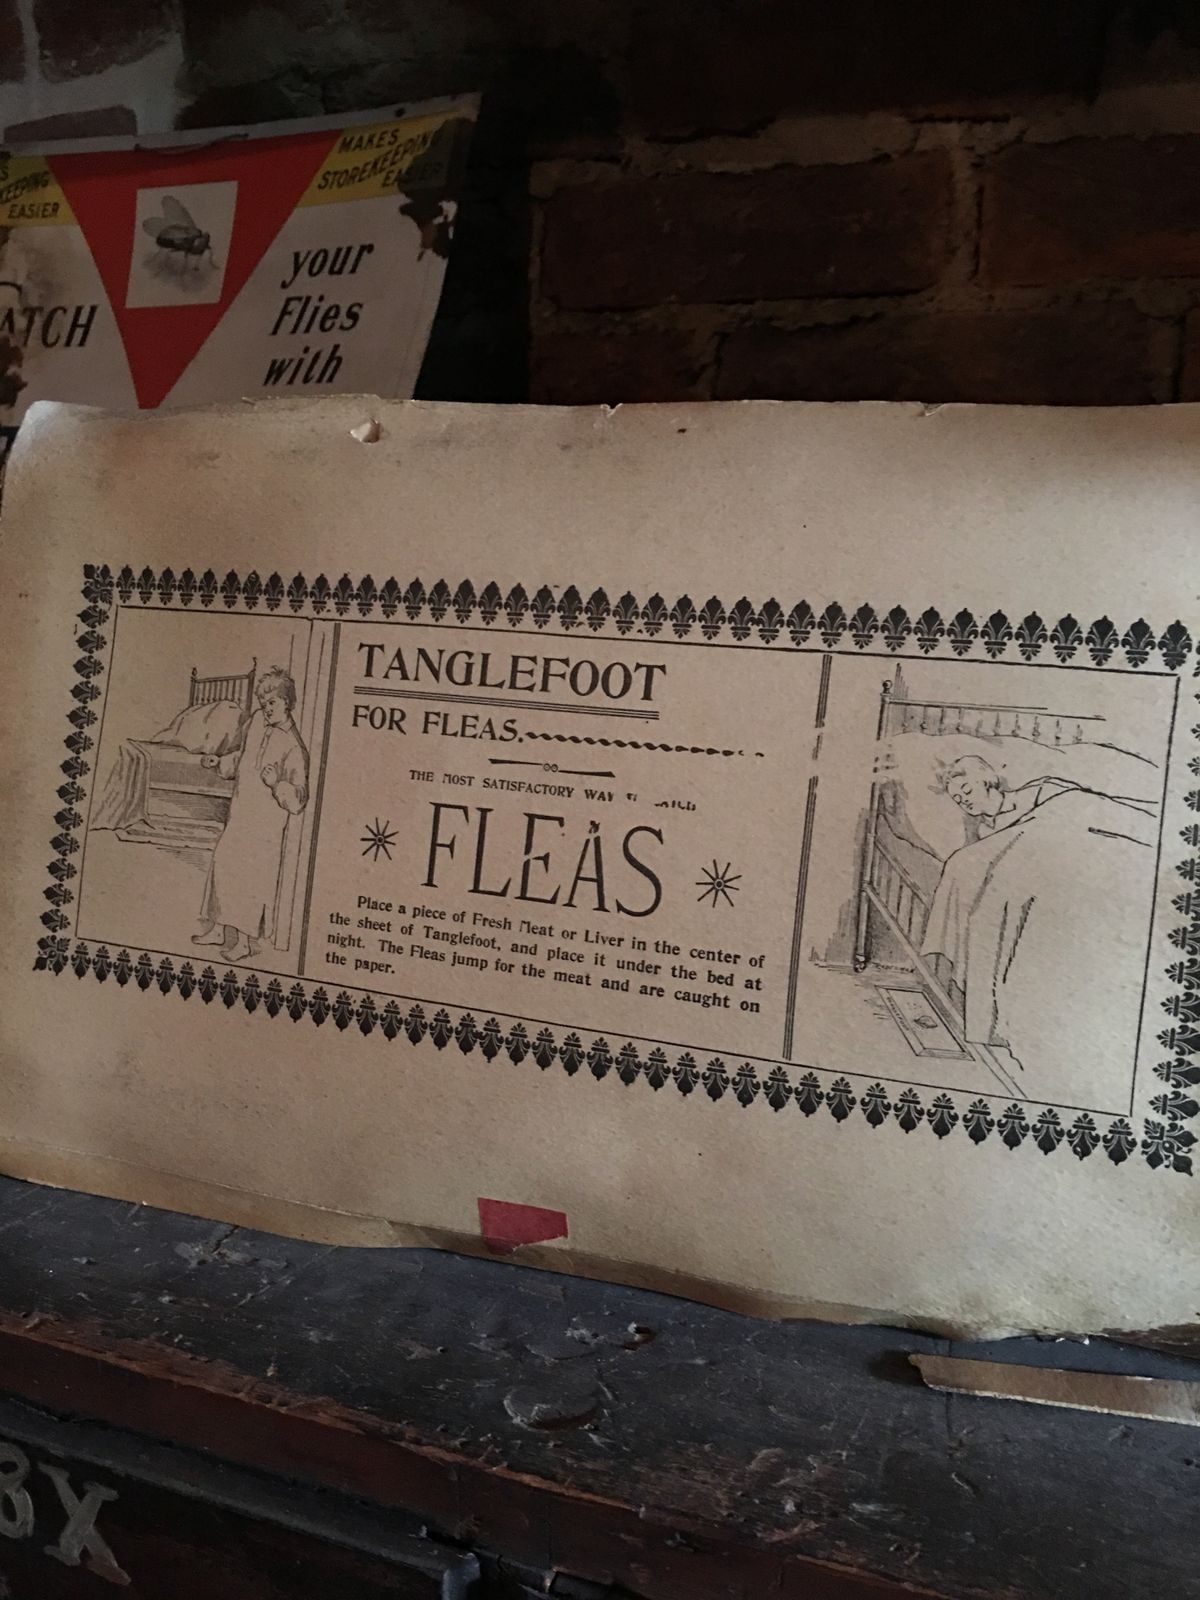 KEEPING
EASIER
MAKES
STOREKEEPING
EASIER
ATCH
your
Flies
with
TANGLEFOOT
FOR FLEAS.
THE MOST SATISFACTORY WAY
FLEAS
Place a piece of Fresh Meat or Liver in the center of
the sheet of Tanglefoot, and place it under the bed at
night. The Fleas jump for the meat and are caught on
the paper.
8X